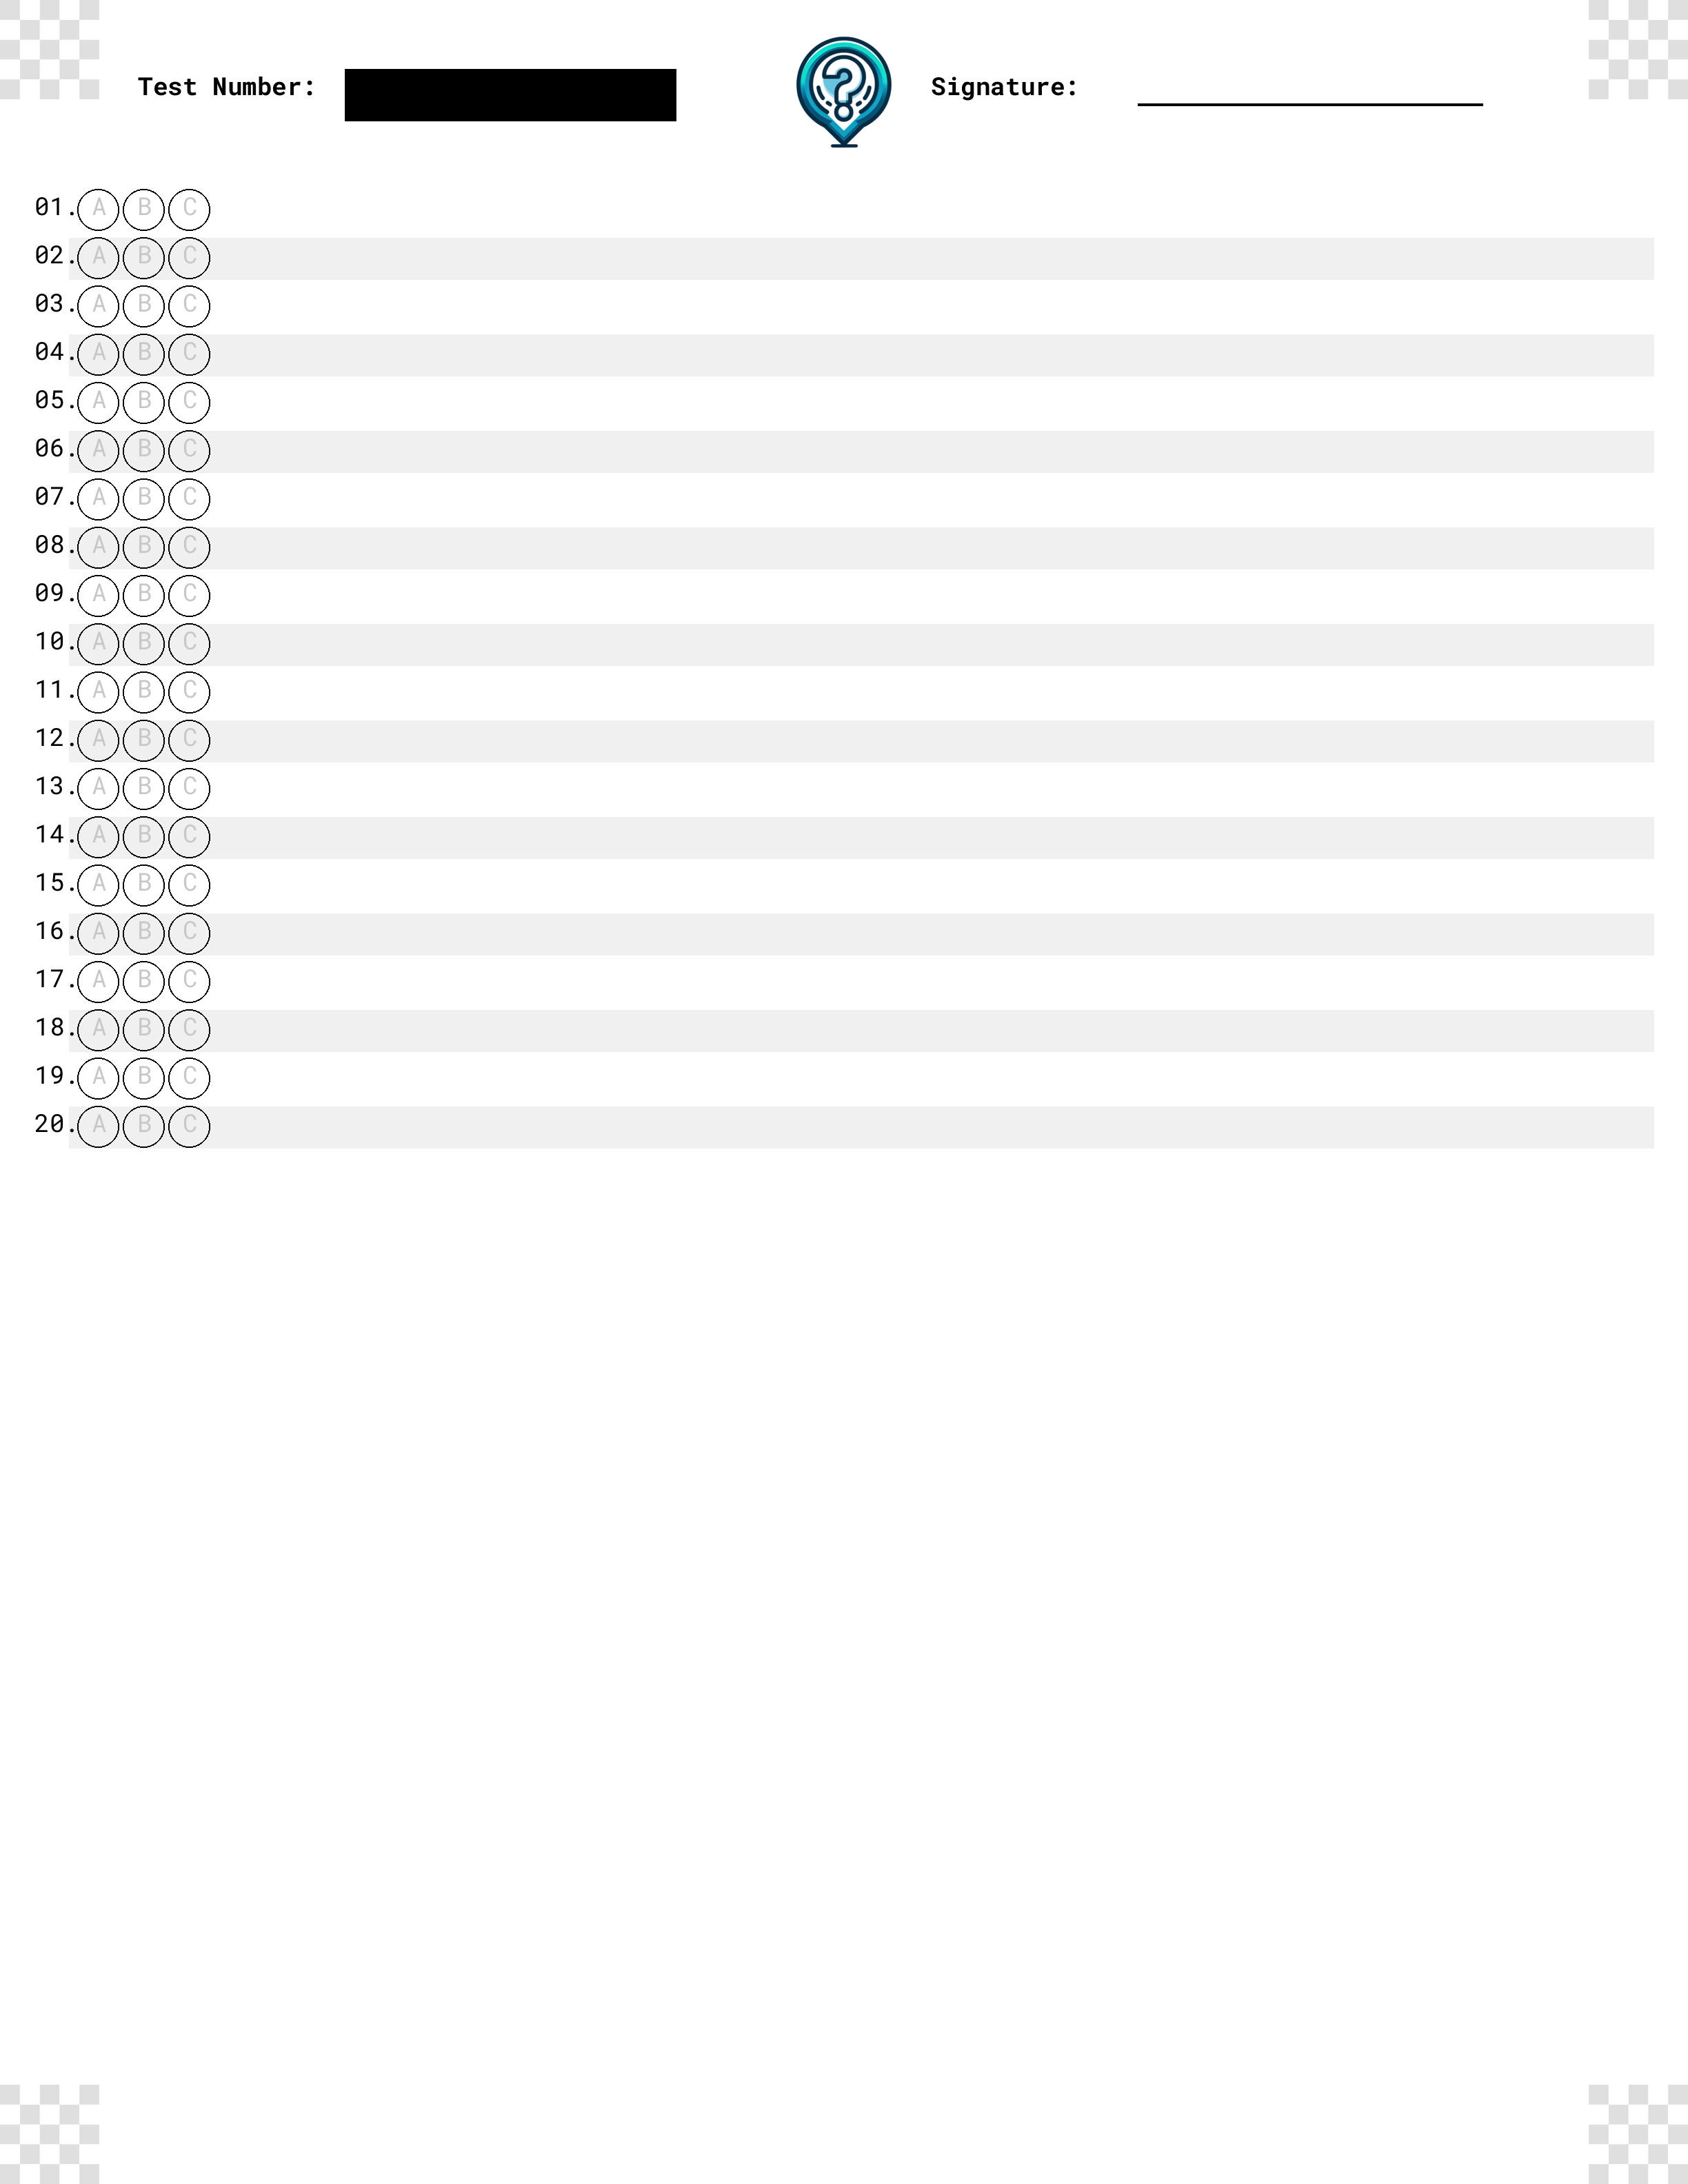 Test Number: Signature:
01. A B C
02. A B C
03. A B C
04. A B C
05. A B C
06. A B C
07. A B C
08. A B C
09. A B C
10. A B C
11. A B C
12. A B C
13. A B C
14. A B C
15. A B C
16. A B C
17. A B C
18. A B C
19. A B C
20. A B C